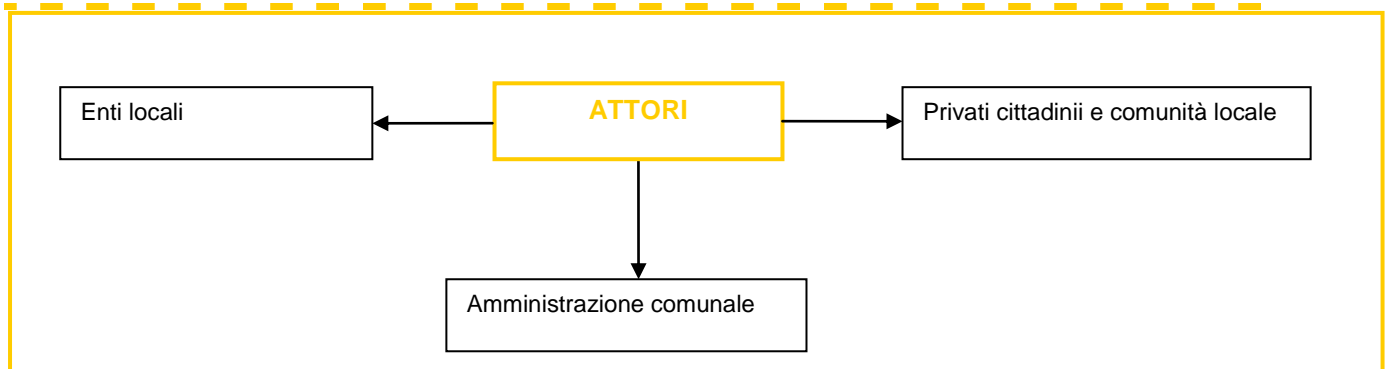 Enti locali
ATTORI
Privati cittadinii e comunità locale
Amministrazione comunale